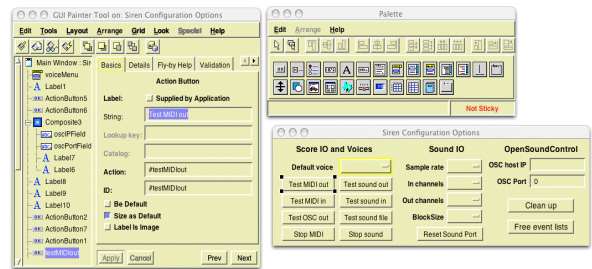 GUI Painter Tool on: Siren Configuration Options
Edit Tools Layout Arrange Grid Look Special Help
Main Window : Sir
voiceMenu
Label1
ActionButton5
ActionButton6
Composite3
oscIPField
oscPortField
Label7
Label6
Label8
Label9
Label10
ActionButton2
ActionButton7
ActionButton1
testMIDIout
Basics Details Fly-by Help Validation
Action Button
Label: Supplied by Application
String: Test MIDI out
Lookup key:
Catalog:
Action: #testMIDIout
ID: #testMIDIout
Be Default
Size as Default
Label Is Image
Apply Cancel Prev Next
Palette
Edit Arrange Help
Not Sticky
Siren Configuration Options
Score IO and Voices Sound IO OpenSoundControl
Default voice Sample rate OSC host IP
Test MIDI out Test sound out In channels OSC Port 0
Test MIDI in Test sound in Out channels Clean up
Test OSC out Test sound file BlockSize Free event lists
Stop MIDI Stop sound Reset Sound Port